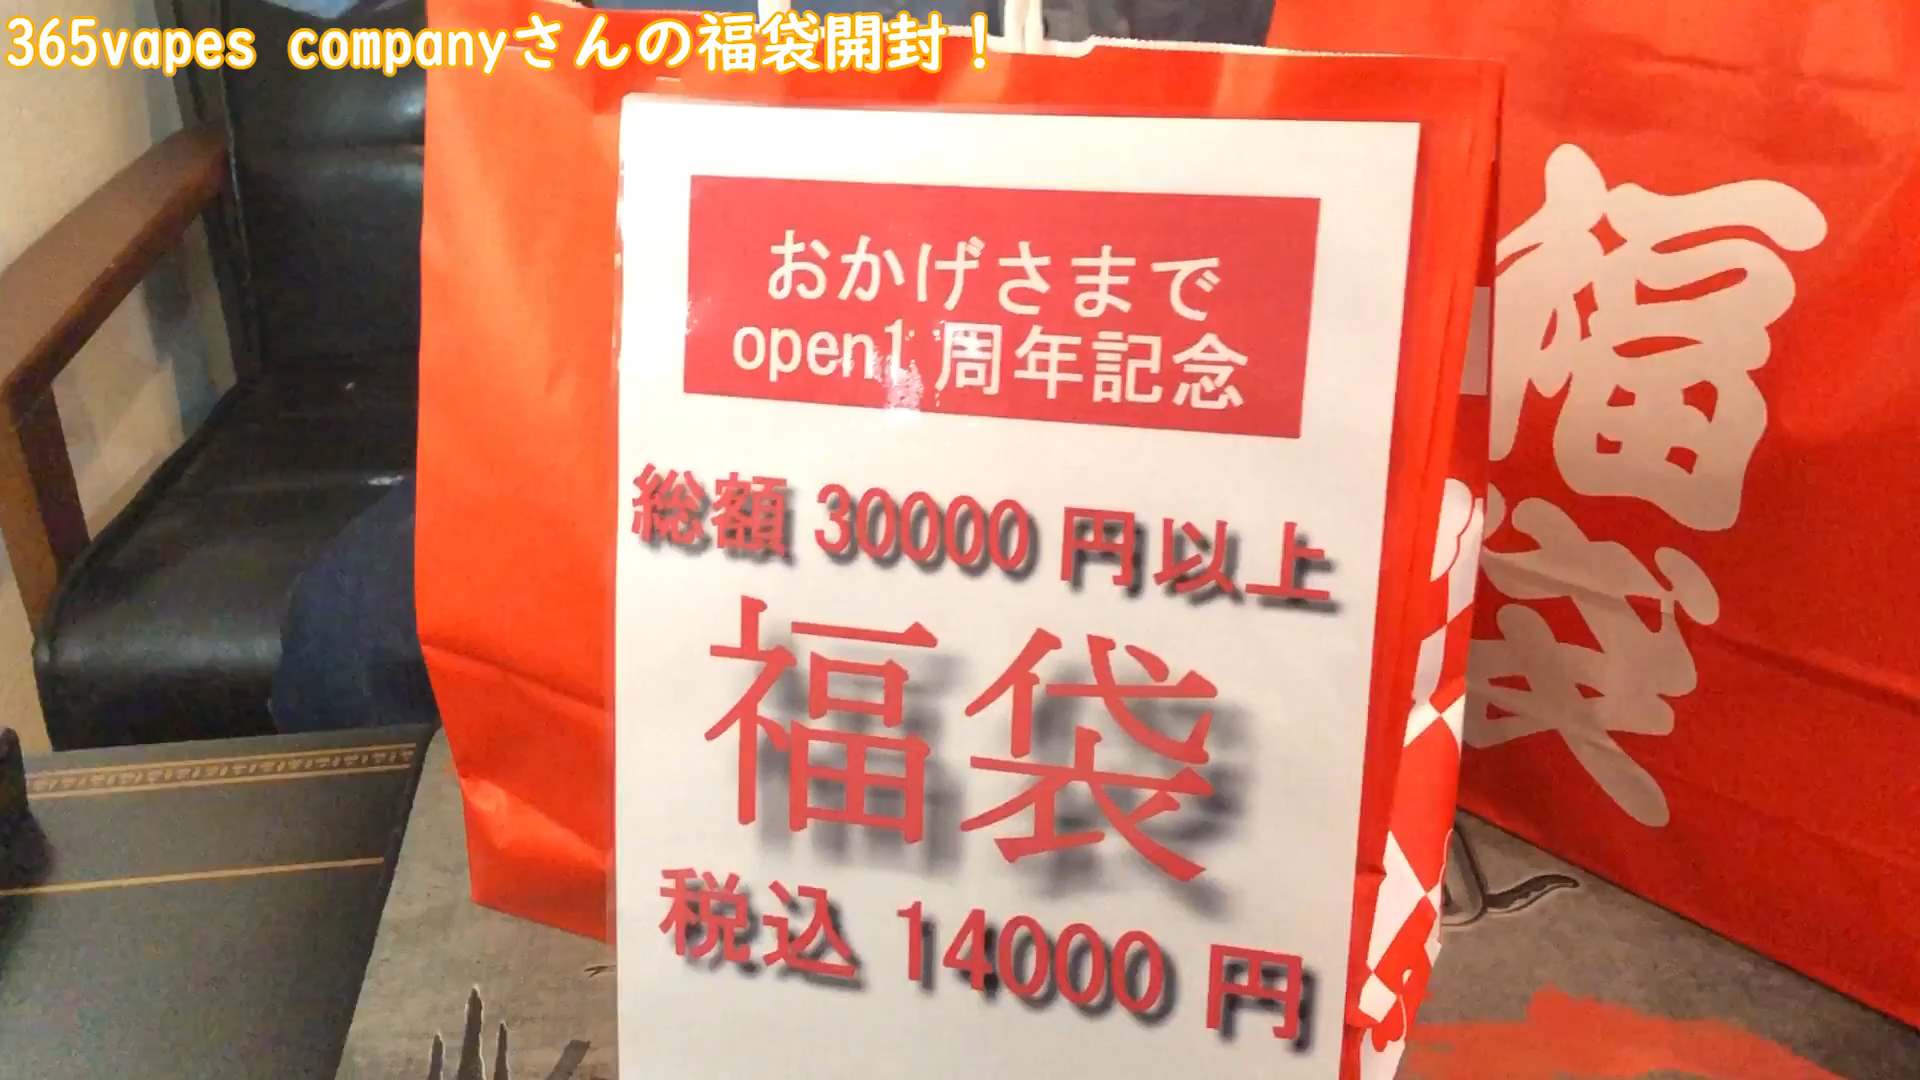 365vapes companyさんの福袋開封！
おかげさまで
open1周年記念
総額 30000 円以上
福袋
税込 14000 円
福袋